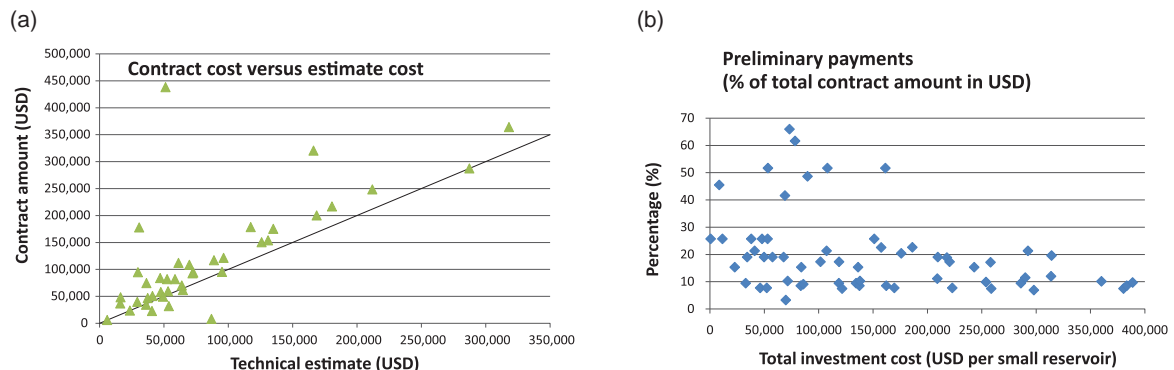 (a)
Contract cost versus estimate cost
Contract amount (USD)
500,000
450,000
400,000
350,000
300,000
250,000
200,000
150,000
100,000
50,000
0
0 50,000 100,000 150,000 200,000 250,000 300,000 350,000
Technical estimate (USD)
(b)
Preliminary payments
(% of total contract amount in USD)
Percentage (%)
70
60
50
40
30
20
10
0
0 50,000 100,000 150,000 200,000 250,000 300,000 350,000 400,000
Total investment cost (USD per small reservoir)